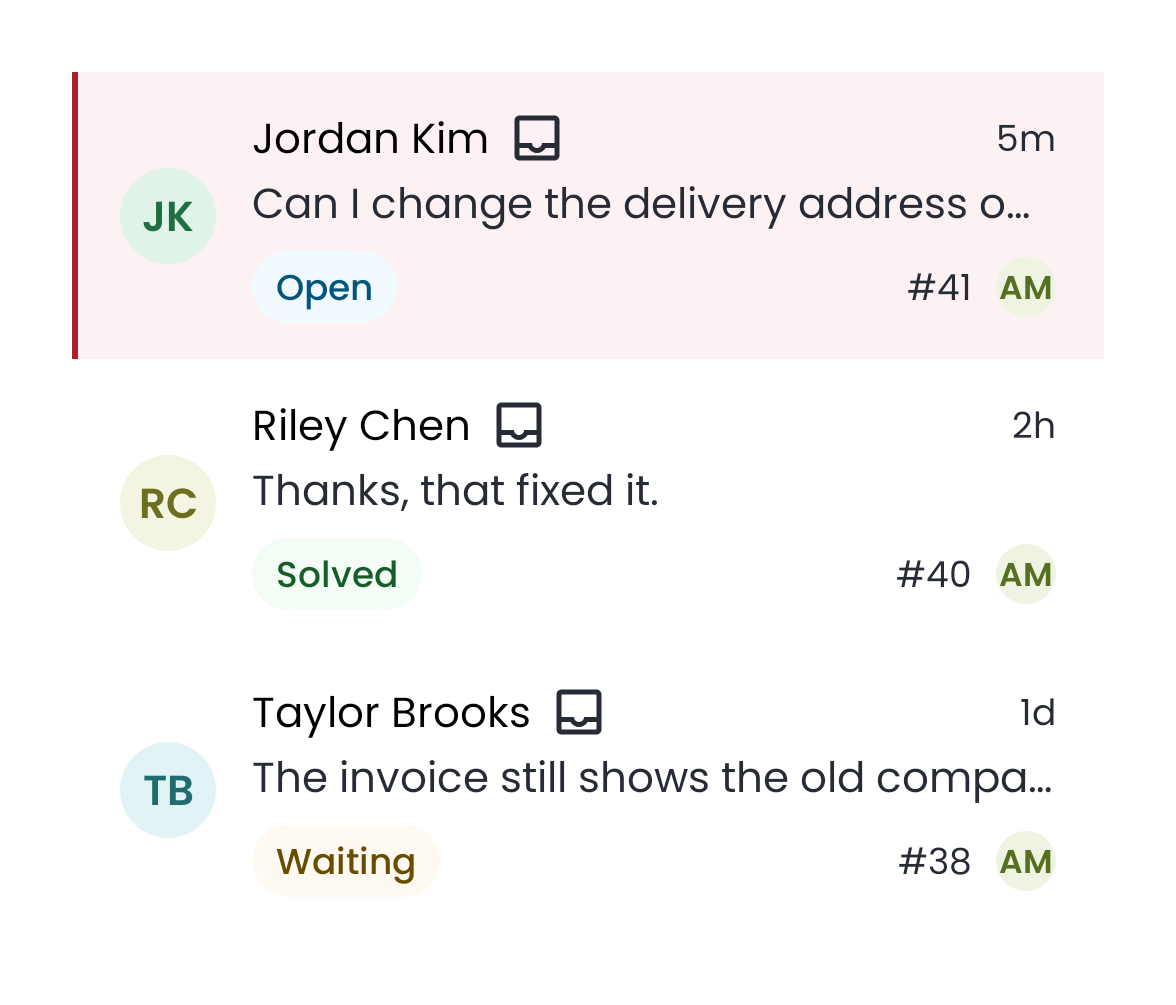 Jordan Kim 5m
JK
Can I change the delivery address o...
Open #41 AM
Riley Chen 2h
RC
Thanks, that fixed it.
Solved #40 AM
Taylor Brooks 1d
TB
The invoice still shows the old compa...
Waiting #38 AM